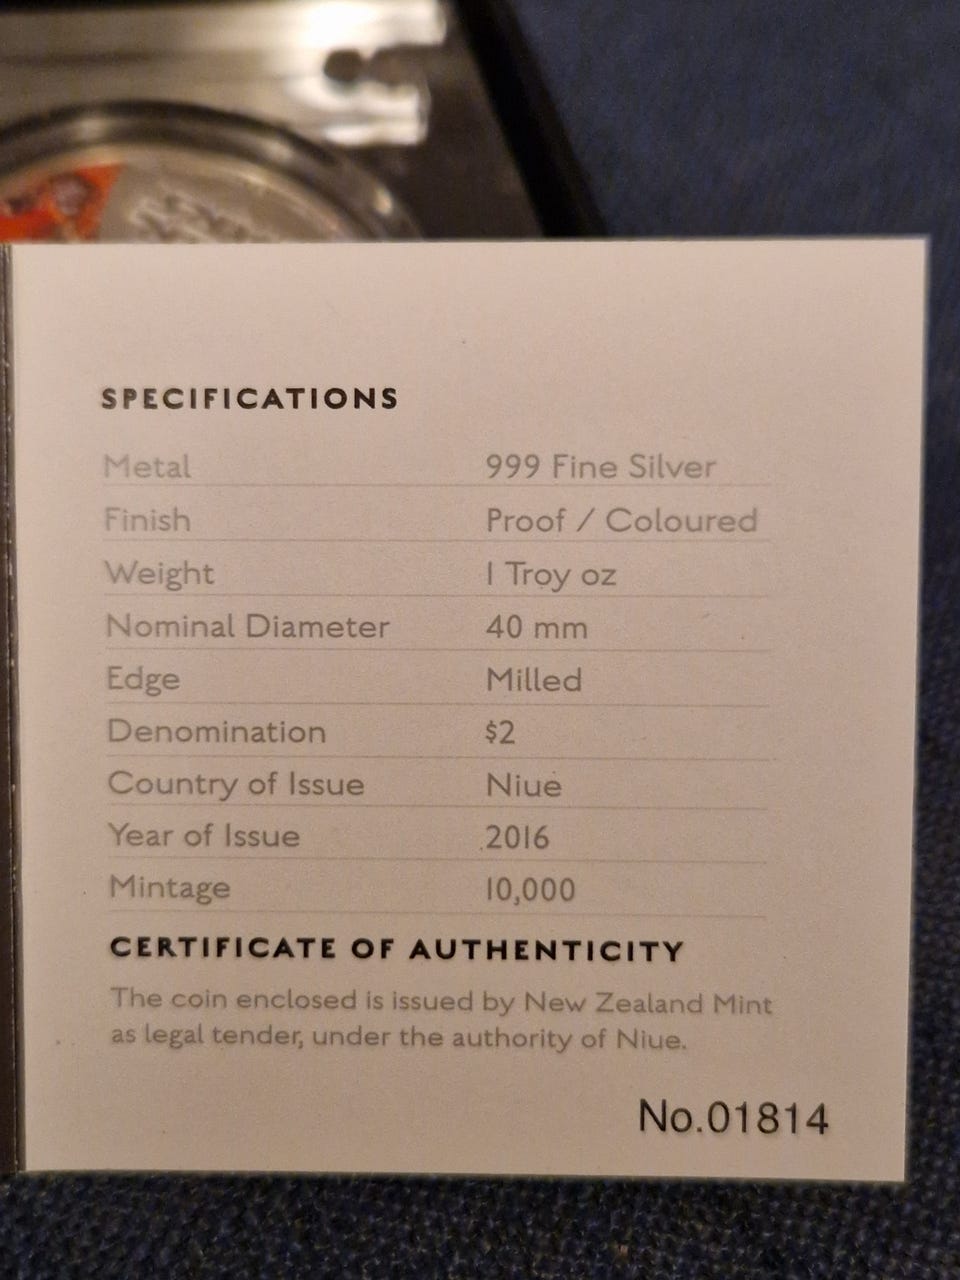 SPECIFICATIONS
Metal 999 Fine Silver
Finish Proof / Coloured
Weight 1 Troy oz
Nominal Diameter 40 mm
Edge Milled
Denomination $2
Country of Issue Niue
Year of Issue 2016
Mintage 10,000
CERTIFICATE OF AUTHENTICITY
The coin enclosed is issued by New Zealand Mint
as legal tender, under the authority of Niue.
No.01814